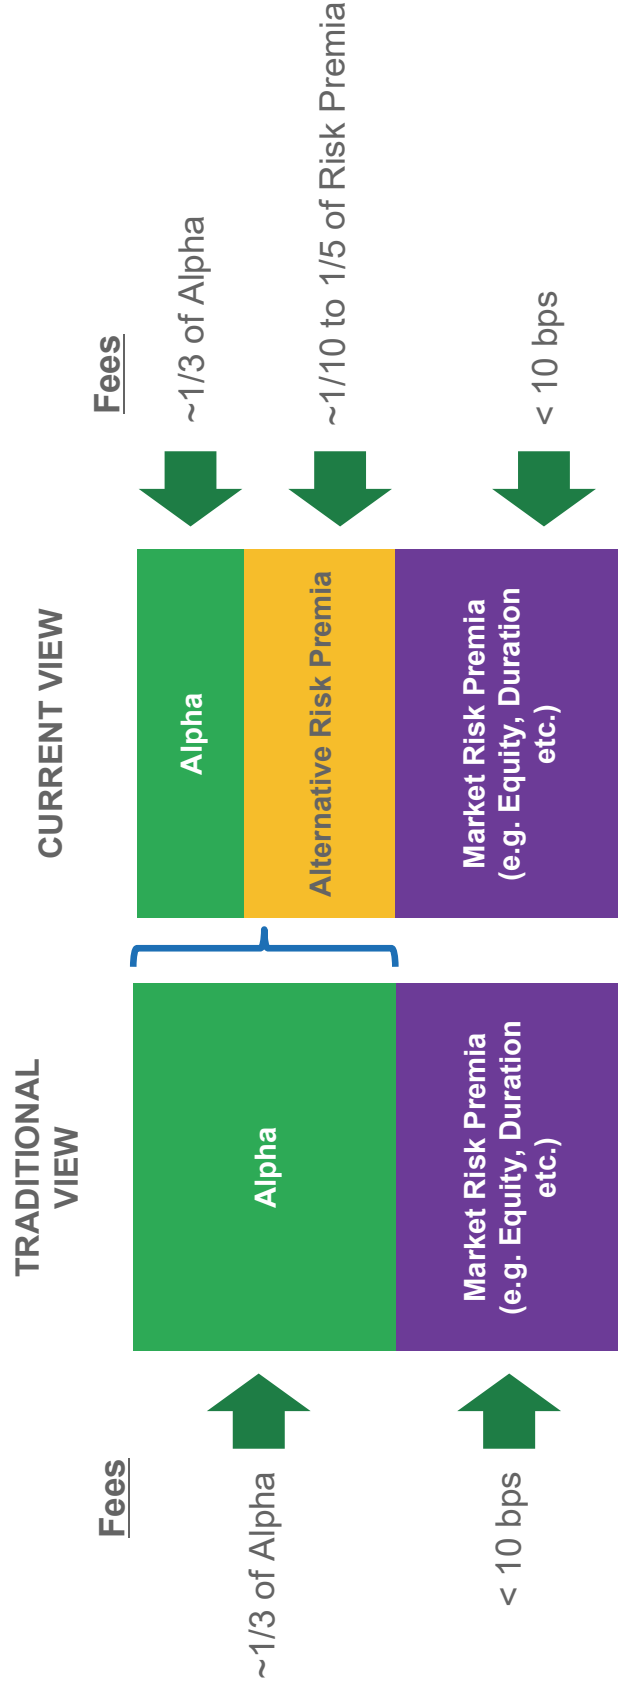 TRADITIONAL
VIEW
CURRENT VIEW
Fees
Fees
~1/3 of Alpha
Alpha
Alpha
~1/3 of Alpha
Alternative Risk Premia
~1/10 to 1/5 of Risk Premia
< 10 bps
Market Risk Premia
(e.g. Equity, Duration
etc.)
Market Risk Premia
(e.g. Equity, Duration
etc.)
< 10 bps